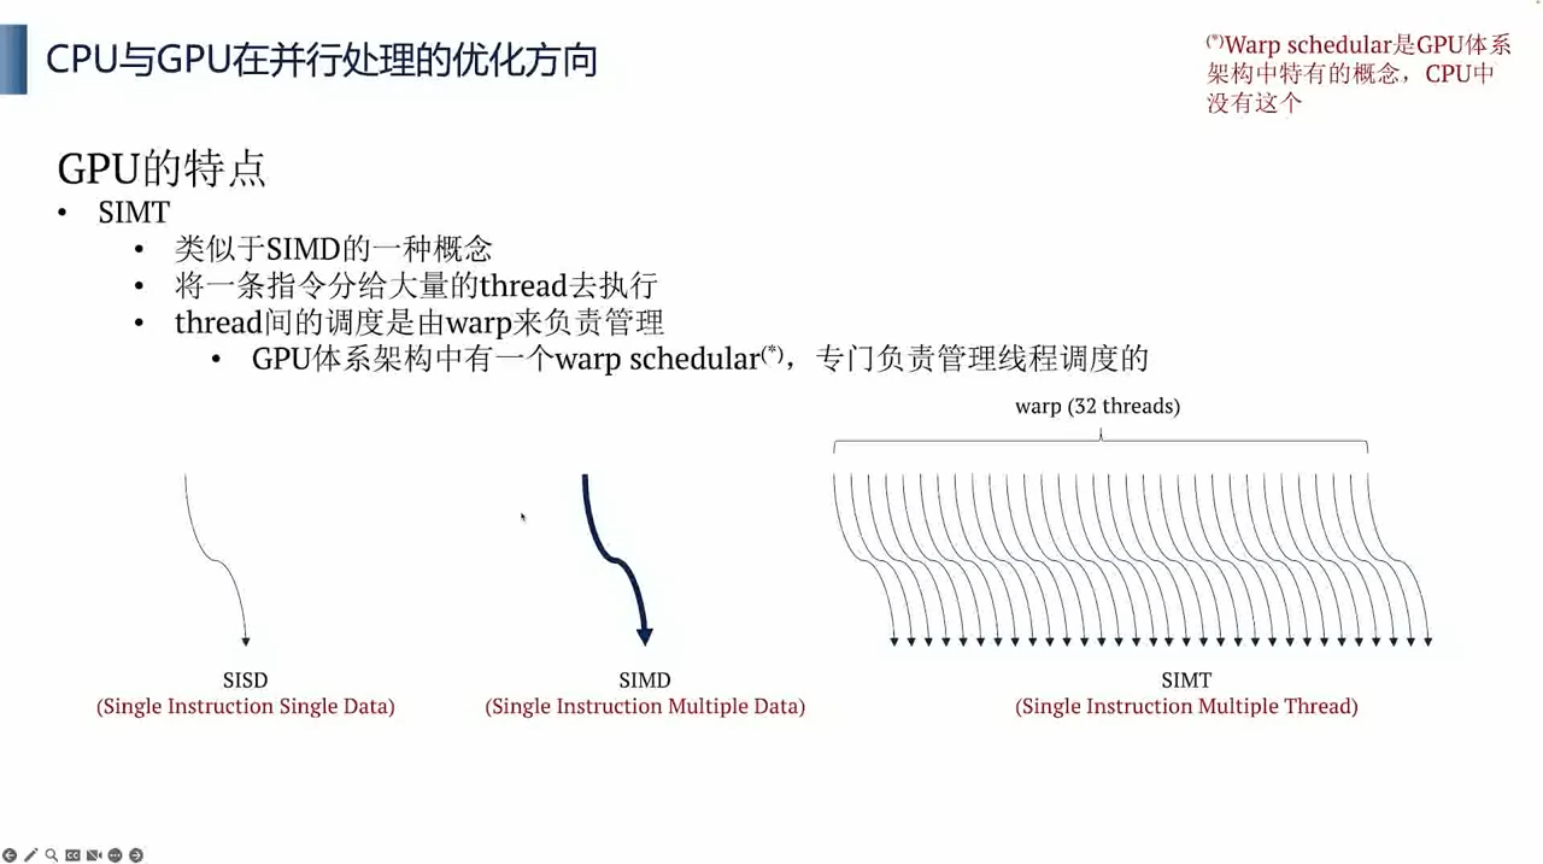 CPU与GPU在并行处理的优化方向
(*)Warp schedular是GPU体系
架构中特有的概念，CPU中
没有这个
GPU的特点
• SIMT
• 类似于SIMD的一种概念
• 将一条指令分给大量的thread去执行
• thread间的调度是由warp来负责管理
• GPU体系架构中有一个warp schedular(*)，专门负责管理线程调度的
warp (32 threads)
SISD
(Single Instruction Single Data)
SIMD
(Single Instruction Multiple Data)
SIMT
(Single Instruction Multiple Thread)